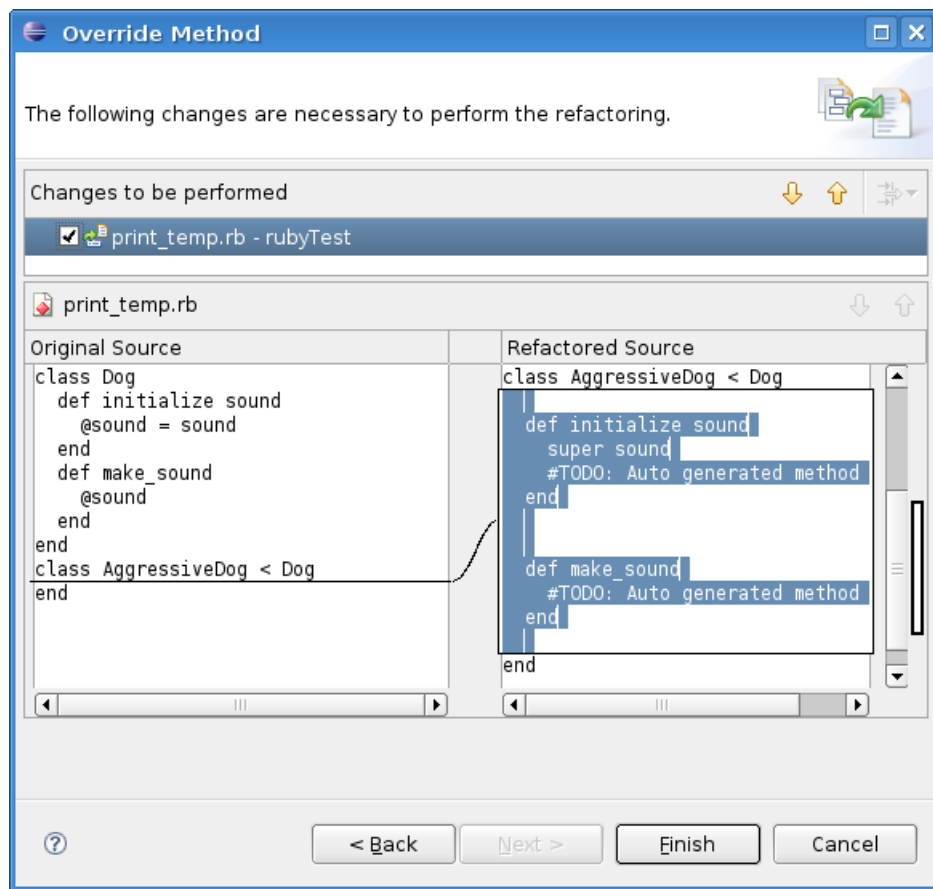 Override Method
The following changes are necessary to perform the refactoring.
Changes to be performed
print_temp.rb - rubyTest
print_temp.rb
Original Source
class Dog
  def initialize sound
    @sound = sound
  end
  def make_sound
    @sound
  end
end
class AggressiveDog < Dog
end
Refactored Source
class AggressiveDog < Dog
  def initialize sound
    super sound
    #TODO: Auto generated method
  end
  def make_sound
    #TODO: Auto generated method
  end
end
?
< Back
Next >
Finish
Cancel